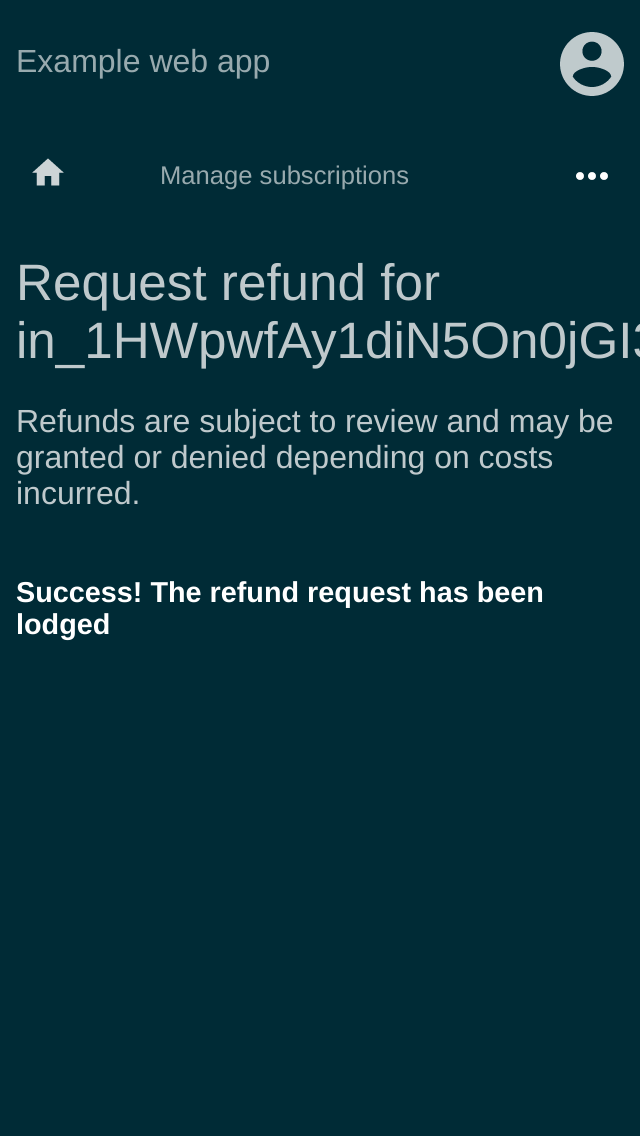 Example web app
Manage subscriptions
Request refund for
in_1HWpwfAy1diN5On0jGI3
Refunds are subject to review and may be
granted or denied depending on costs
incurred.
Success! The refund request has been
lodged